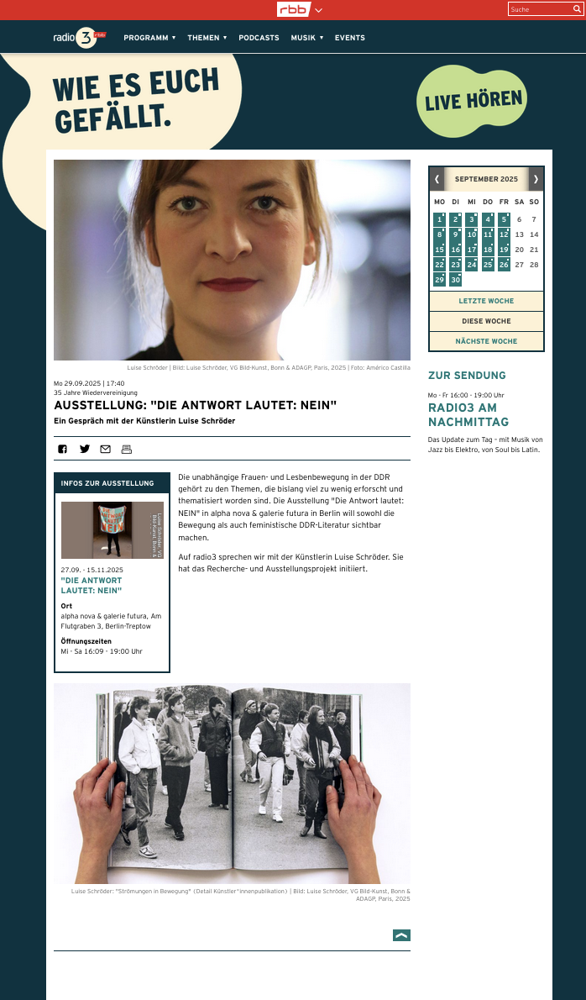 rbb
Suche
radio 3 rbb
PROGRAMM ▼ THEMEN ▼ PODCASTS MUSIK ▼ EVENTS
WIE ES EUCH
GEFÄLLT.
LIVE HÖREN
Luise Schröder | Bild: Luise Schröder, VG Bild-Kunst, Bonn & ADAGP, Paris, 2025 | Foto: Américo Castilla
Mo 29.09.2025 | 17:40
35 Jahre Wiedervereinigung
AUSSTELLUNG: "DIE ANTWORT LAUTET: NEIN"
Ein Gespräch mit der Künstlerin Luise Schröder
INFOS ZUR AUSSTELLUNG
DIE
ANTWORT
LAUTET
NEIN
Luise Schröder, VG
Bild-Kunst, Bonn &
27.09. - 15.11.2025
"DIE ANTWORT
LAUTET: NEIN"
Ort
alpha nova & galerie futura, Am
Flutgraben 3, Berlin-Treptow
Öffnungszeiten
Mi - Sa 16:09 - 19:00 Uhr
Die unabhängige Frauen- und Lesbenbewegung in der DDR
gehört zu den Themen, die bislang viel zu wenig erforscht und
thematisiert worden sind. Die Ausstellung "Die Antwort lautet:
NEIN" in alpha nova & galerie futura in Berlin will sowohl die
Bewegung als auch feministische DDR-Literatur sichtbar
machen.
Auf radio3 sprechen wir mit der Künstlerin Luise Schröder. Sie
hat das Recherche- und Ausstellungsprojekt initiiert.
Luise Schröder: "Strömungen in Bewegung" (Detail Künstler*innenpublikation) | Bild: Luise Schröder, VG Bild-Kunst, Bonn &
ADAGP, Paris, 2025
SEPTEMBER 2025
MO DI MI DO FR SA SO
1 2 3 4 5 6 7
8 9 10 11 12 13 14
15 16 17 18 19 20 21
22 23 24 25 26 27 28
29 30
LETZTE WOCHE
DIESE WOCHE
NÄCHSTE WOCHE
ZUR SENDUNG
Mo - Fr 16:00 - 19:00 Uhr
RADIO3 AM
NACHMITTAG
Das Update zum Tag – mit Musik von
Jazz bis Elektro, von Soul bis Latin.